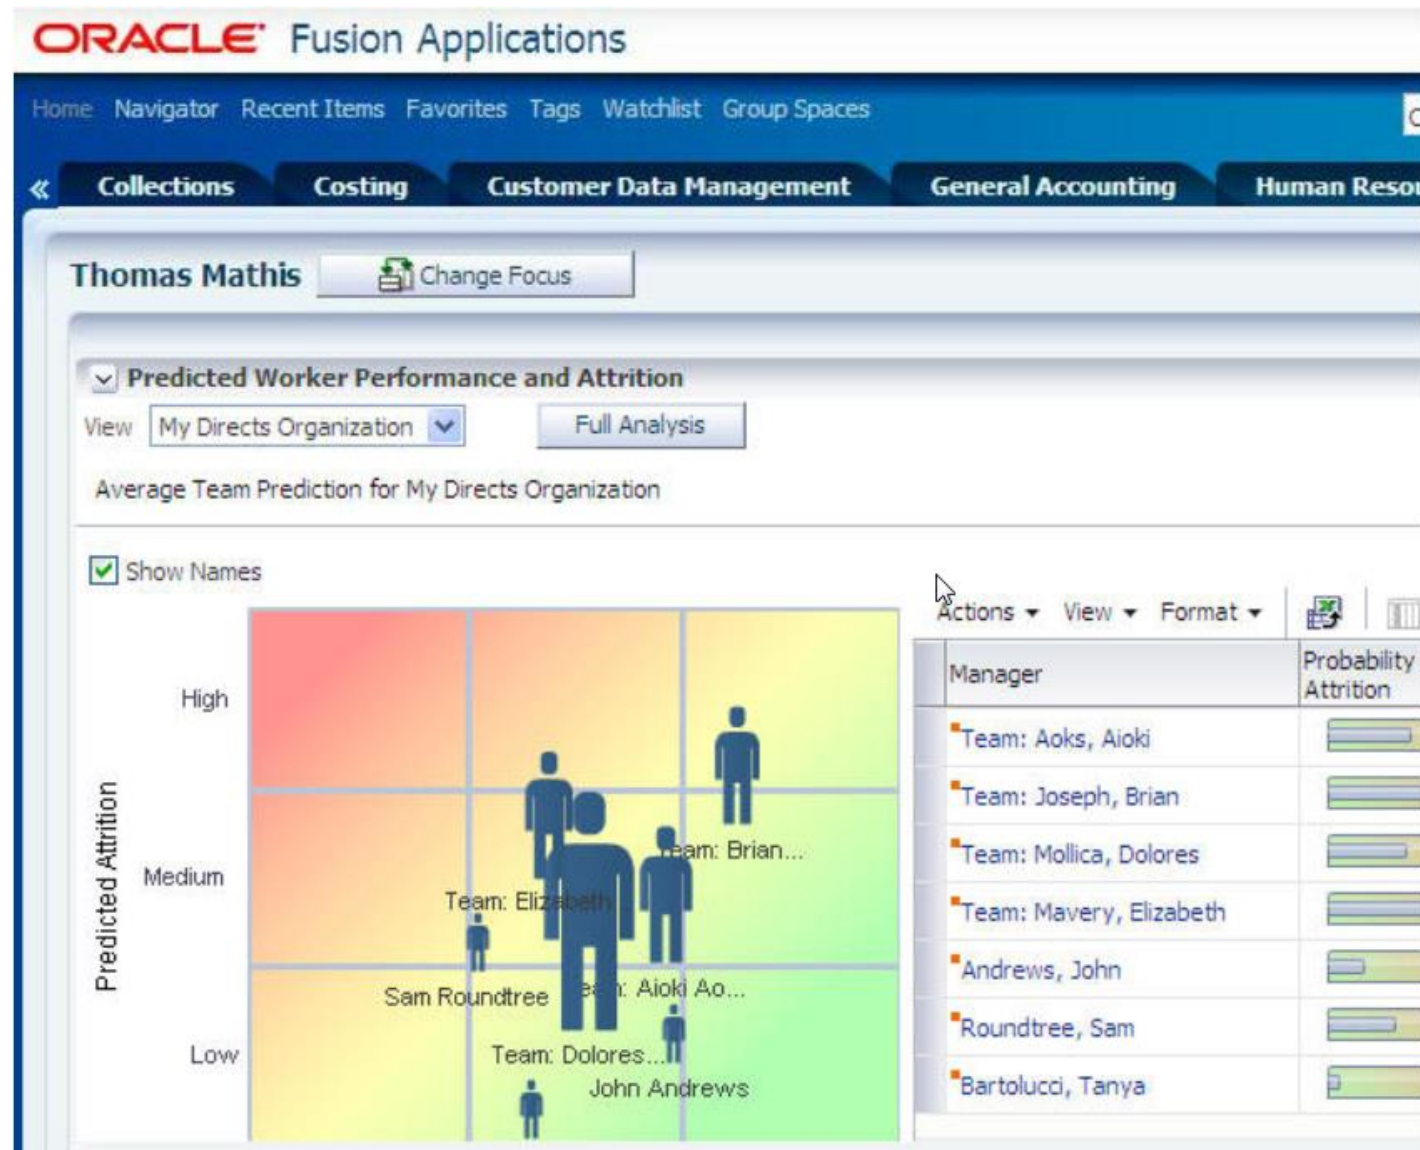 ORACLE Fusion Applications
Home Navigator Recent Items Favorites Tags Watchlist Group Spaces
Collections Costing Customer Data Management General Accounting Human Resou
Thomas Mathis Change Focus
Predicted Worker Performance and Attrition
View My Directs Organization Full Analysis
Average Team Prediction for My Directs Organization
Show Names
Actions View Format
Manager Probability
Attrition
High
Medium
Low
Predicted Attrition
Team: Brian...
Team: Elizabeth
Sam Roundtree
Aioki Ao...
Team: Dolores...
John Andrews
Team: Aoks, Aioki
Team: Joseph, Brian
Team: Mollica, Dolores
Team: Mavery, Elizabeth
Andrews, John
Roundtree, Sam
Bartolucci, Tanya